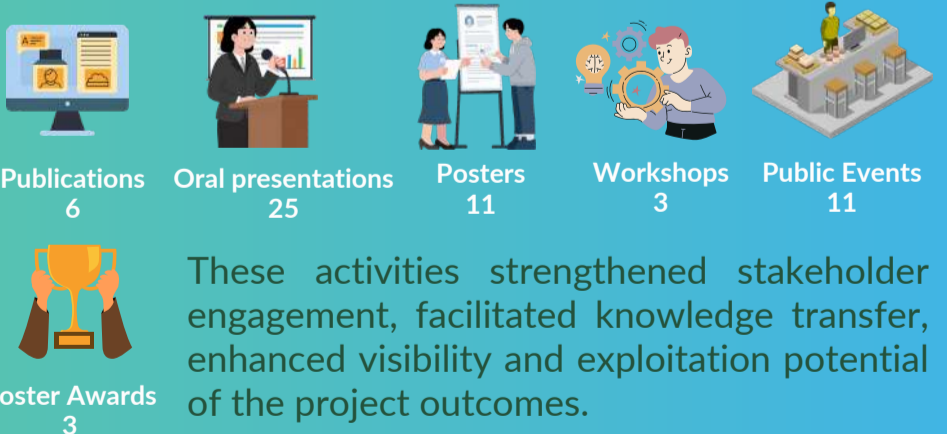 Publications
6
Oral presentations
25
Posters
11
Workshops
3
Public Events
11
oster Awards
3
These activities strengthened stakeholder
engagement, facilitated knowledge transfer,
enhanced visibility and exploitation potential
of the project outcomes.